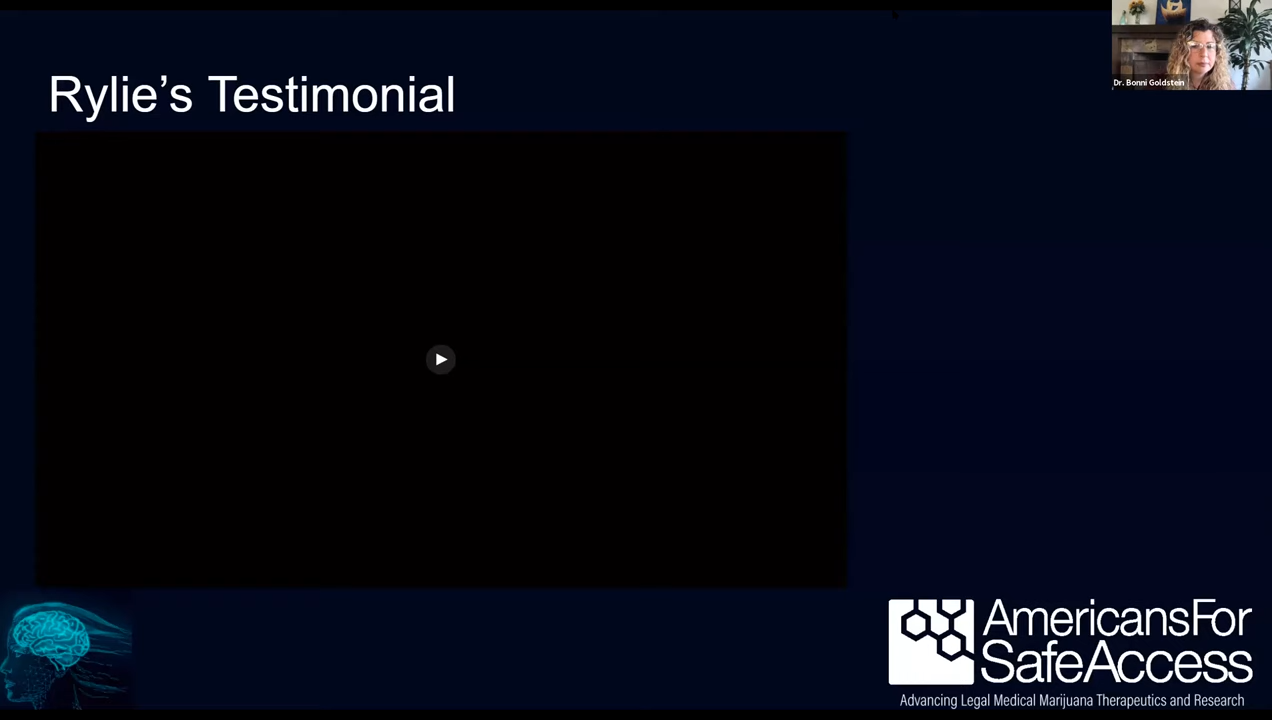 Rylie's Testimonial
Dr. Bonni Goldstein
AmericansFor
SafeAccess
Advancing Legal Medical Marijuana Therapeutics and Research